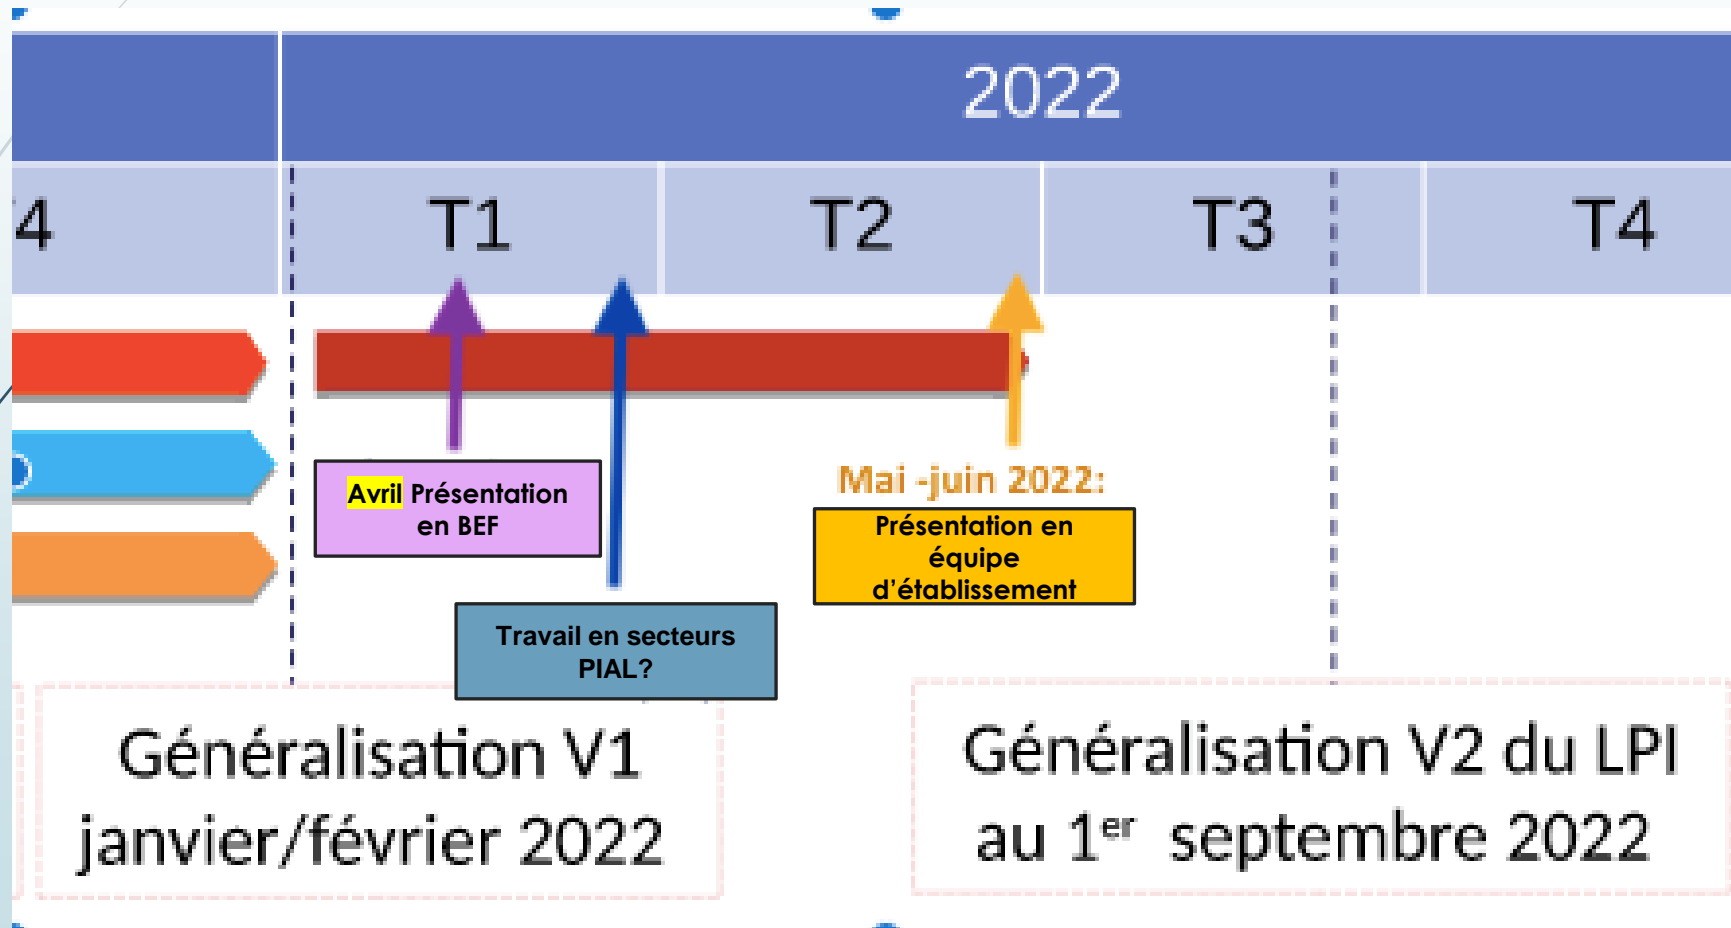 2022
4
T1
T2
T3
T4
Avril Présentation
en BEF
Mai -juin 2022:
Présentation en
équipe
d'établissement
Travail en secteurs
PIAL?
Généralisation V1
janvier/février 2022
Généralisation V2 du LPI
au 1er septembre 2022